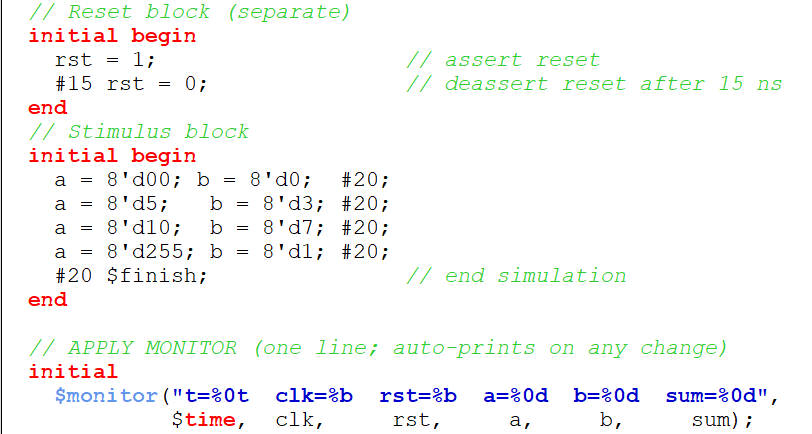 // Reset block (separate)
initial begin
  rst = 1;                   // assert reset
  #15 rst = 0;               // deassert reset after 15 ns
end
// Stimulus block
initial begin
  a = 8'd00; b = 8'd0;  #20;
  a = 8'd5;   b = 8'd3; #20;
  a = 8'd10;  b = 8'd7; #20;
  a = 8'd255; b = 8'd1; #20;
  #20 $finish;               // end simulation
end

// APPLY MONITOR (one line; auto-prints on any change)
initial
  $monitor("t=%0t  clk=%b  rst=%b  a=%0d  b=%0d  sum=%0d",
           $time,  clk,     rst,     a,     b,     sum);